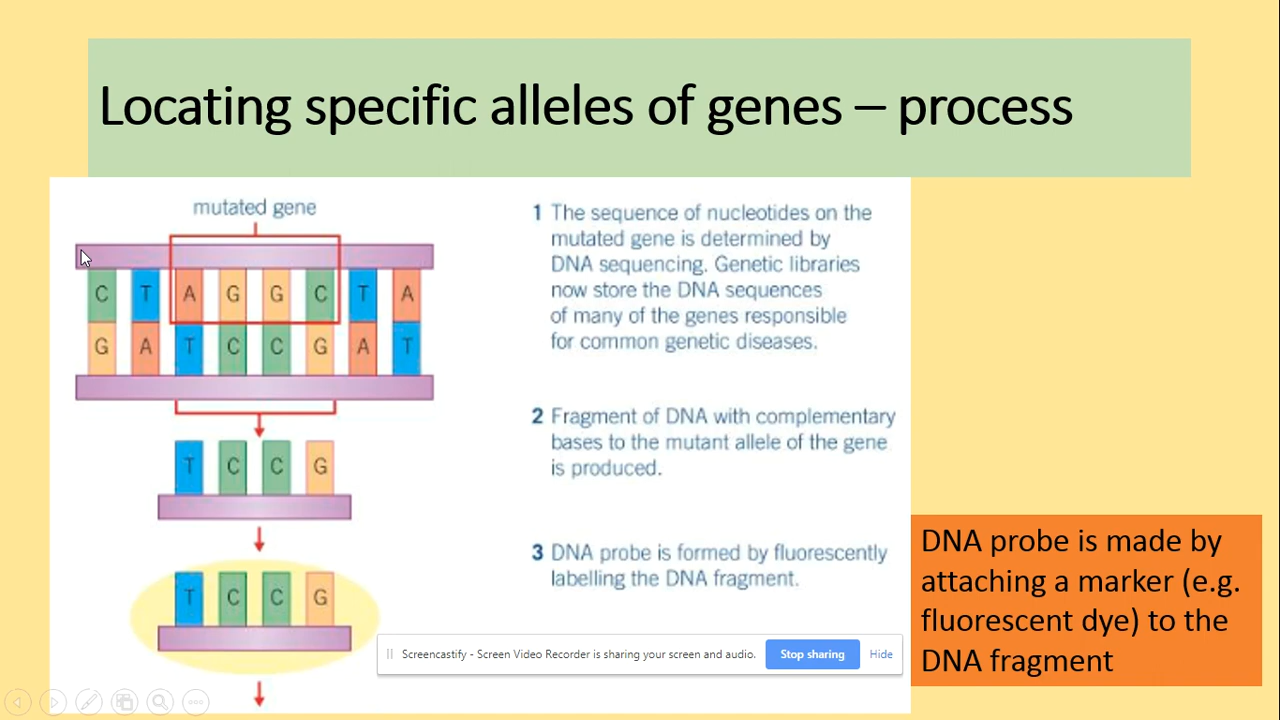 Locating specific alleles of genes – process
mutated gene
C T A G G C T A
G A T C C G A T
T C C G
T C C G
1 The sequence of nucleotides on the
mutated gene is determined by
DNA sequencing. Genetic libraries
now store the DNA sequences
of many of the genes responsible
for common genetic diseases.
2 Fragment of DNA with complementary
bases to the mutant allele of the gene
is produced.
3 DNA probe is formed by fluorescently
labelling the DNA fragment.
DNA probe is made by
attaching a marker (e.g.
fluorescent dye) to the
DNA fragment
Screencastify - Screen Video Recorder is sharing your screen and audio. Stop sharing Hide